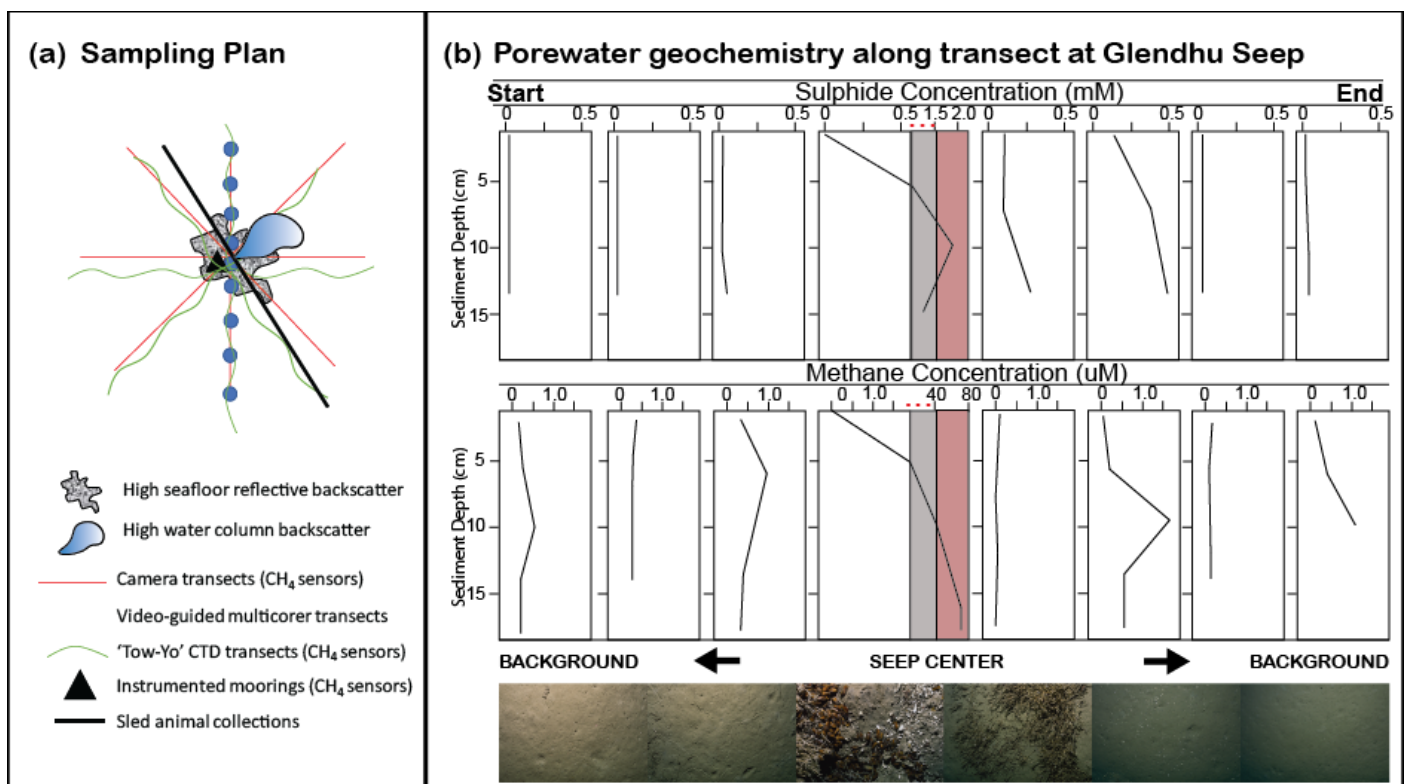 (a) Sampling Plan
High seafloor reflective backscatter
High water column backscatter
Camera transects (CH₄ sensors)
Video-guided multicorer transects
'Tow-Yo' CTD transects (CH₄ sensors)
Instrumented moorings (CH₄ sensors)
Sled animal collections
(b) Porewater geochemistry along transect at Glendhu Seep
Start Sulphide Concentration (mM) End
0 0.5 0 0.5 0 0.5 0 0.5 1.5 2.0 0 0.5 0 0.5 0 0.5 0 0.5
Sediment Depth (cm)
5
10
15
Methane Concentration (uM)
0 1.0 0 1.0 0 1.0 0 1.0 40 80 0 1.0 0 1.0 0 1.0 0 1.0
Sediment Depth (cm)
5
10
15
BACKGROUND SEEP CENTER BACKGROUND